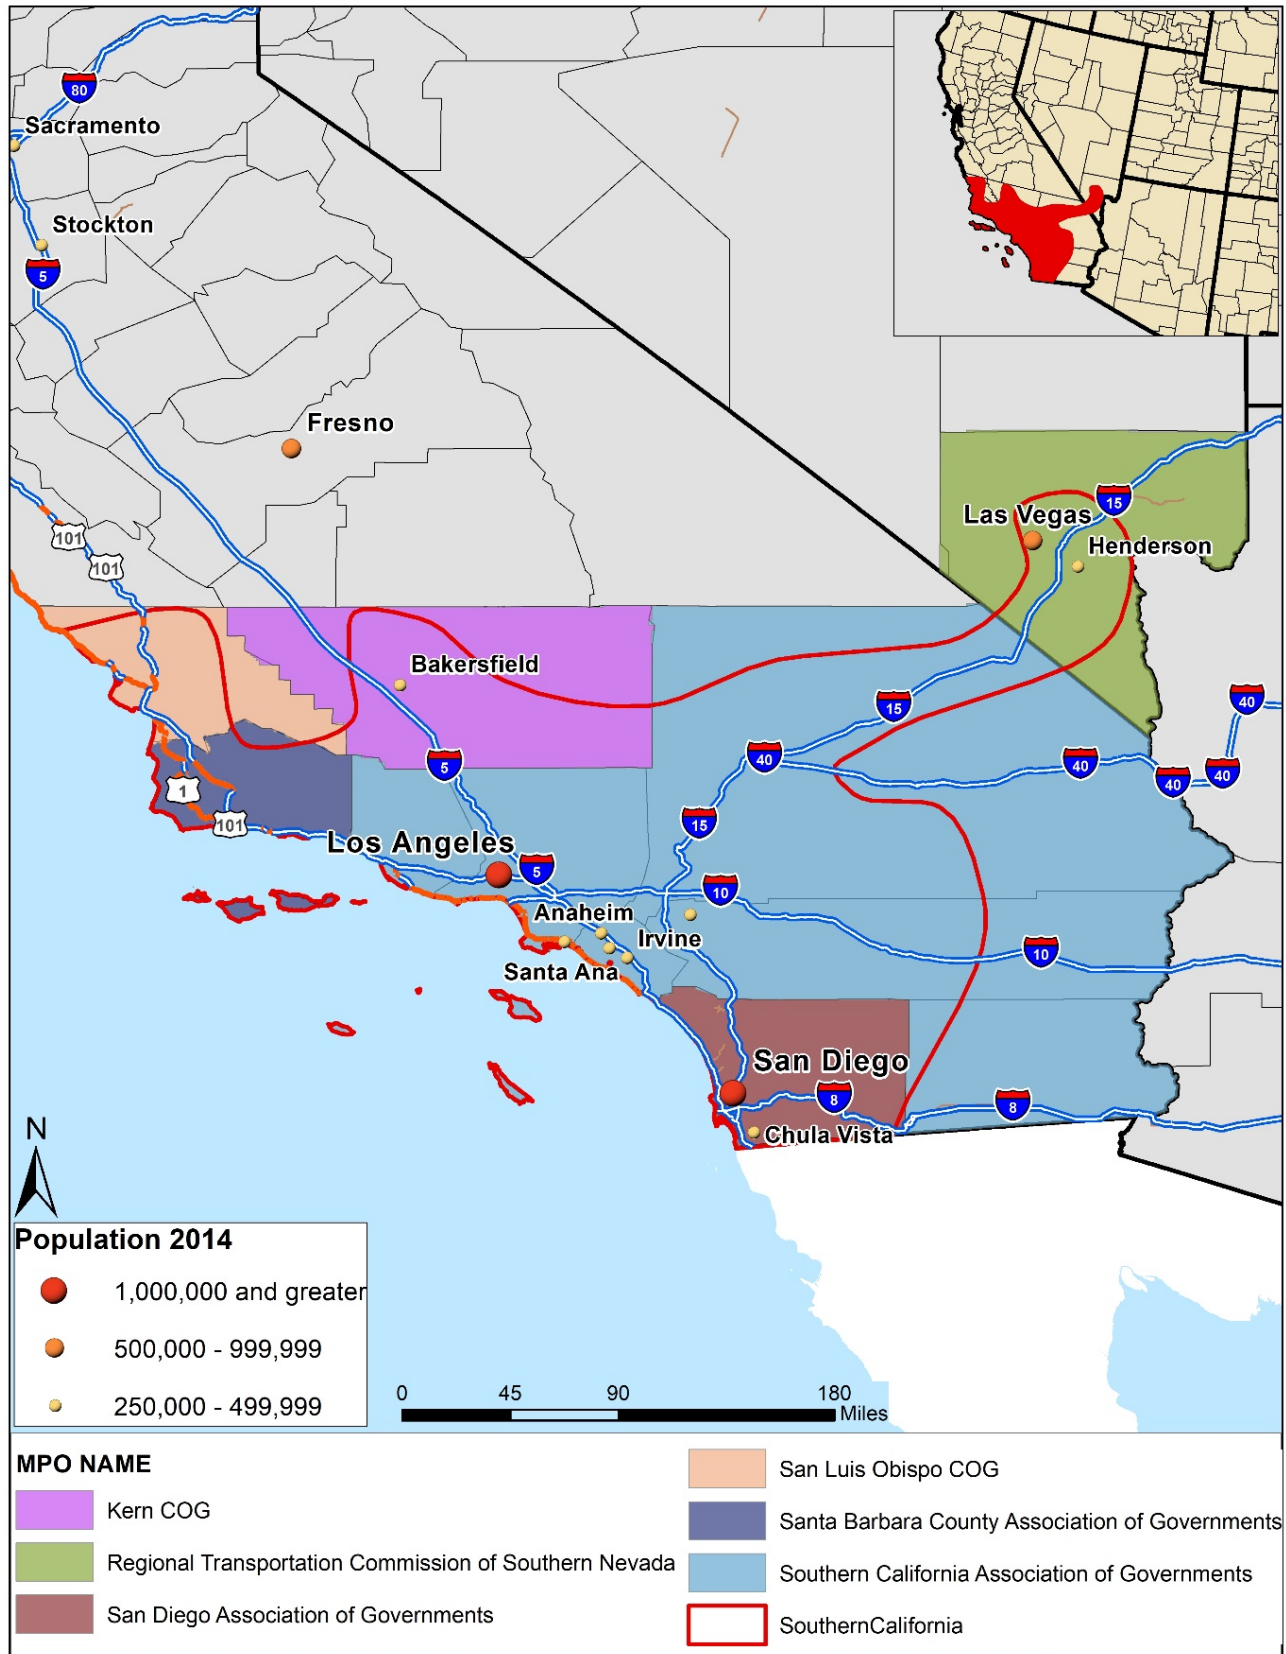 80
Sacramento
Stockton
5
Fresno
101
101
15
Las Vegas
Henderson
Bakersfield
15
40
5
40
40
40
40
1
101
15
Los Angeles
5
10
Anaheim
Irvine
10
Santa Ana
San Diego
8
8
Chula Vista
N
Population 2014
1,000,000 and greater
500,000 - 999,999
250,000 - 499,999
0 45 90 180
Miles
MPO NAME
Kern COG
Regional Transportation Commission of Southern Nevada
San Diego Association of Governments
San Luis Obispo COG
Santa Barbara County Association of Governments
Southern California Association of Governments
SouthernCalifornia